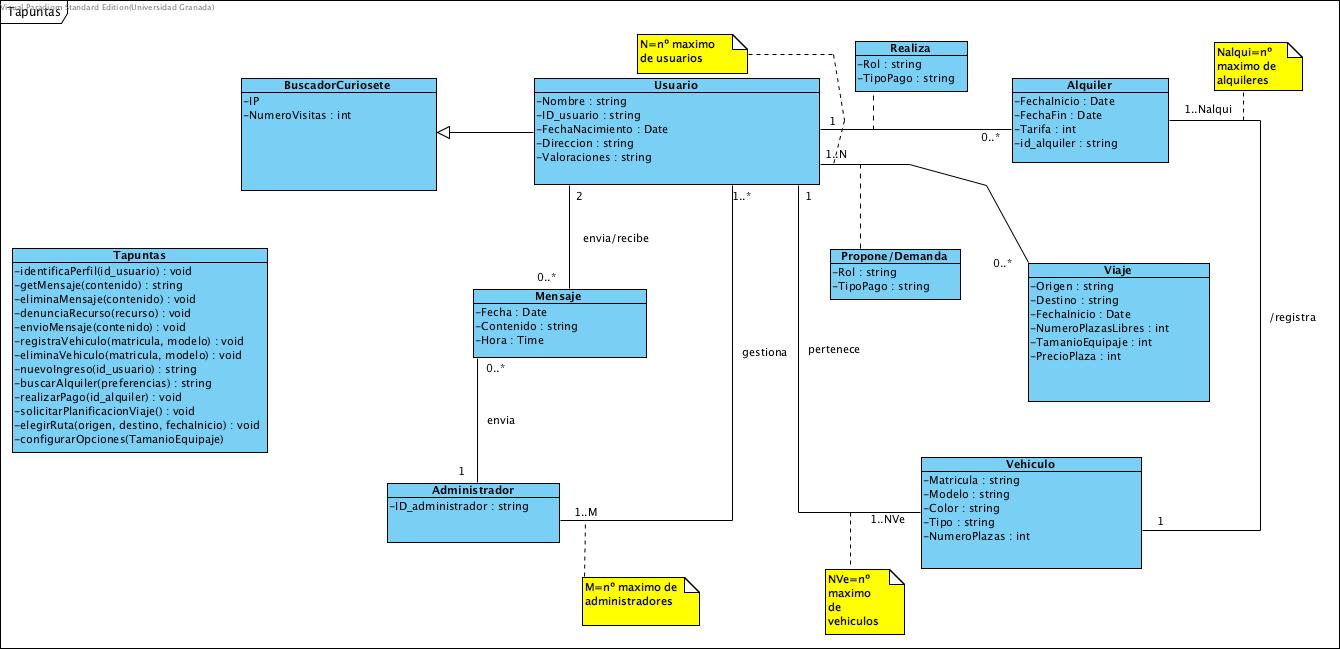 Visual Paradigm Standard Edition(Universidad Granada)
Tapuntas
N=nº maximo
de usuarios
Realiza
-Rol : string
-TipoPago : string
Nalqui=nº
maximo de
alquileres
BuscadorCuriosete
-IP
-NumeroVisitas : int
Usuario
-Nombre : string
-ID_usuario : string
-FechaNacimiento : Date
-Direccion : string
-Valoraciones : string
Alquiler
-FechaInicio : Date
-FechaFin : Date
-Tarifa : int
-id_alquiler : string
1
0..*
1..Nalqui
1..N
2
1..*
1
envia/recibe
0..*
Propone/Demanda
-Rol : string
-TipoPago : string
0..*
Viaje
-Origen : string
-Destino : string
-FechaInicio : Date
-NumeroPlazasLibres : int
-TamanioEquipaje : int
-PrecioPlaza : int
/registra
Tapuntas
-identificaPerfil(id_usuario) : void
-getMensaje(contenido) : string
-eliminaMensaje(contenido) : void
-denunciaRecurso(recurso) : void
-envioMensaje(contenido) : void
-registraVehiculo(matricula, modelo) : void
-eliminaVehiculo(matricula, modelo) : void
-nuevoIngreso(id_usuario) : string
-buscarAlquiler(preferencias) : string
-realizarPago(id_alquiler) : void
-solicitarPlanificacionViaje() : void
-elegirRuta(origen, destino, fechaInicio) : void
-configurarOpciones(TamanioEquipaje)
Mensaje
-Fecha : Date
-Contenido : string
-Hora : Time
gestiona
pertenece
0..*
envia
1
Administrador
-ID_administrador : string
1..M
M=nº maximo de
administradores
Vehiculo
-Matricula : string
-Modelo : string
-Color : string
-Tipo : string
-NumeroPlazas : int
1..NVe
1
NVe=nº
maximo
de
vehiculos